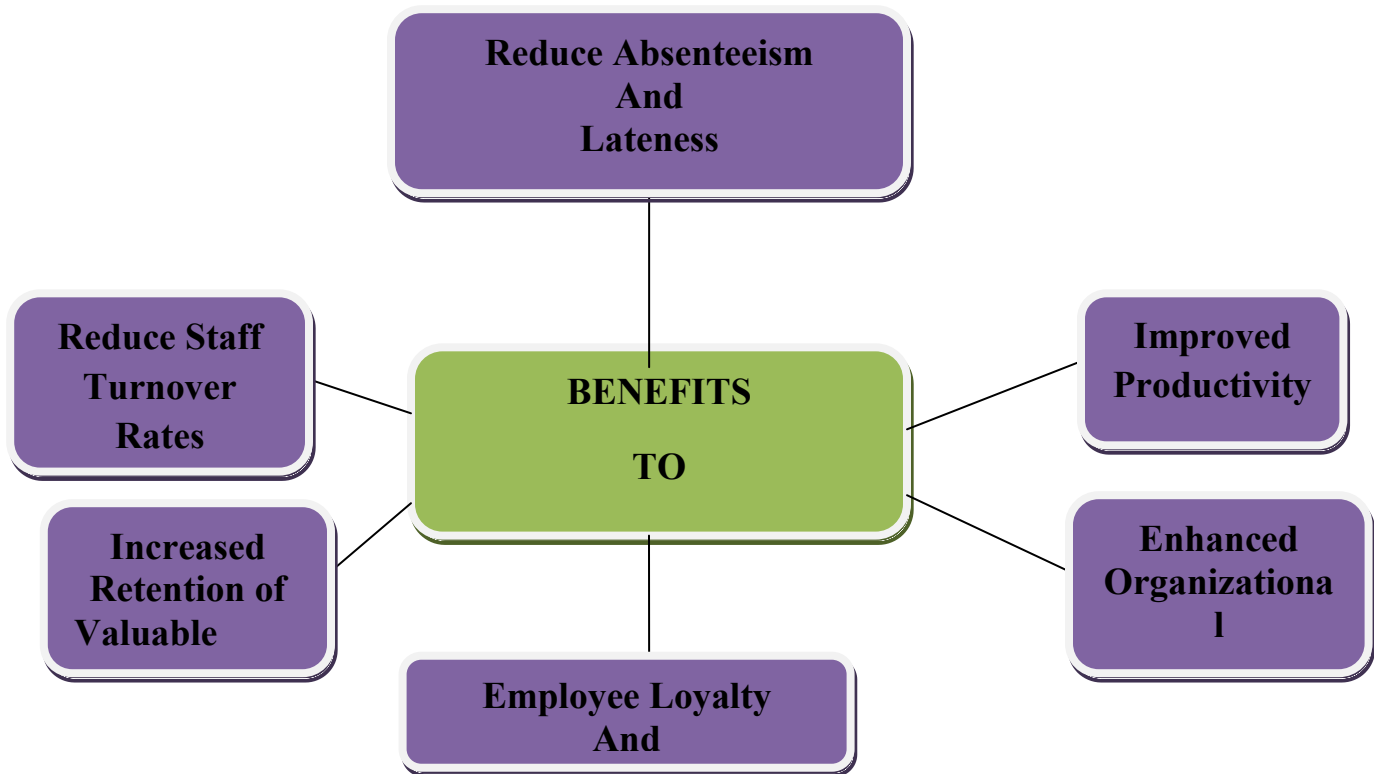 Reduce Absenteeism
And
Lateness
Reduce Staff
Turnover
Rates
BENEFITS
TO
Improved
Productivity
Increased
Retention of
Valuable
Enhanced
Organizationa
l
Employee Loyalty
And